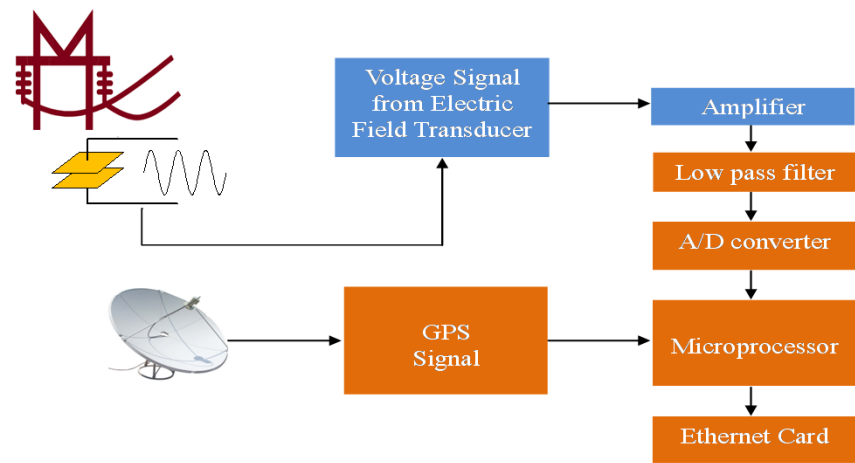 Voltage Signal
from Electric
Field Transducer
Amplifier
Low pass filter
A/D converter
GPS
Signal
Microprocessor
Ethernet Card